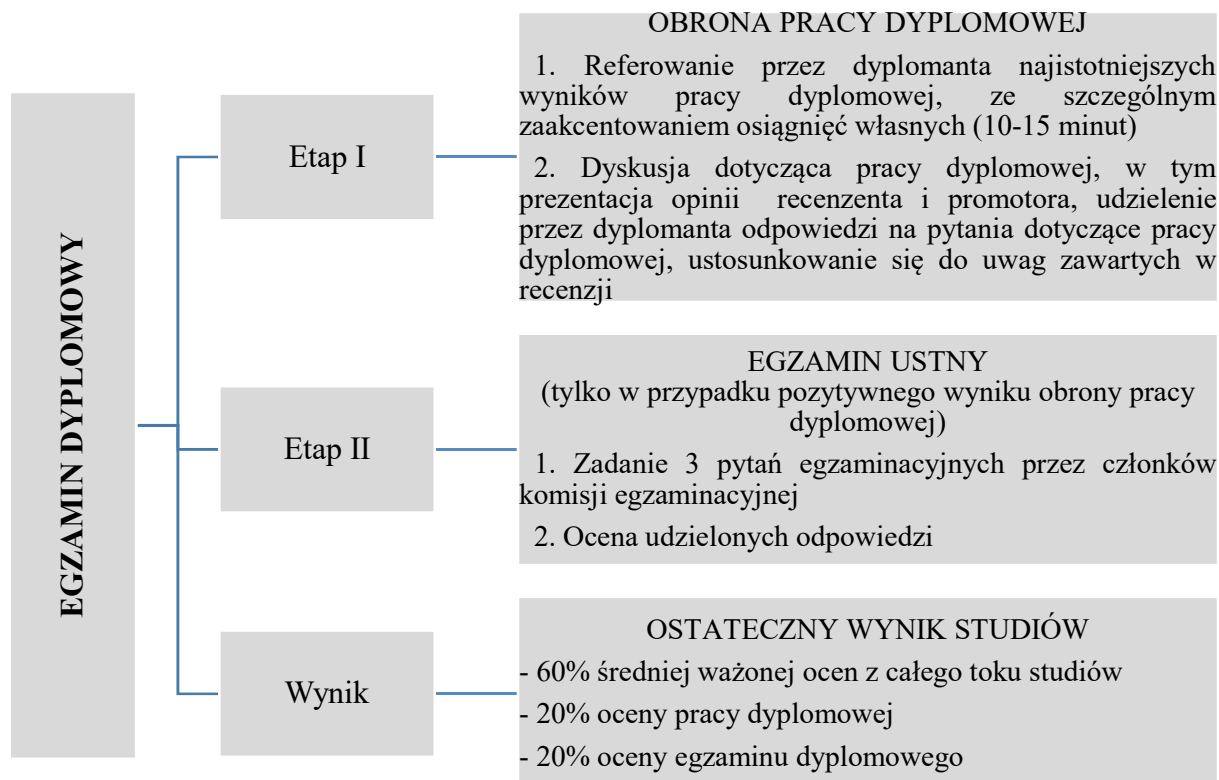 EGZAMIN DYPLOMOWY
Etap I
OBRONA PRACY DYPLOMOWEJ
1. Referowanie przez dyplomanta najistotniejszych
wyników pracy dyplomowej, ze szczególnym
zaakcentowaniem osiągnięć własnych (10-15 minut)
2. Dyskusja dotycząca pracy dyplomowej, w tym
prezentacja opinii recenzenta i promotora, udzielenie
przez dyplomanta odpowiedzi na pytania dotyczące pracy
dyplomowej, ustosunkowanie się do uwag zawartych w
recenzji
Etap II
EGZAMIN USTNY
(tylko w przypadku pozytywnego wyniku obrony pracy
dyplomowej)
1. Zadanie 3 pytań egzaminacyjnych przez członków
komisji egzaminacyjnej
2. Ocena udzielonych odpowiedzi
Wynik
OSTATECZNY WYNIK STUDIÓW
- 60% średniej ważonej ocen z całego toku studiów
- 20% oceny pracy dyplomowej
- 20% oceny egzaminu dyplomowego